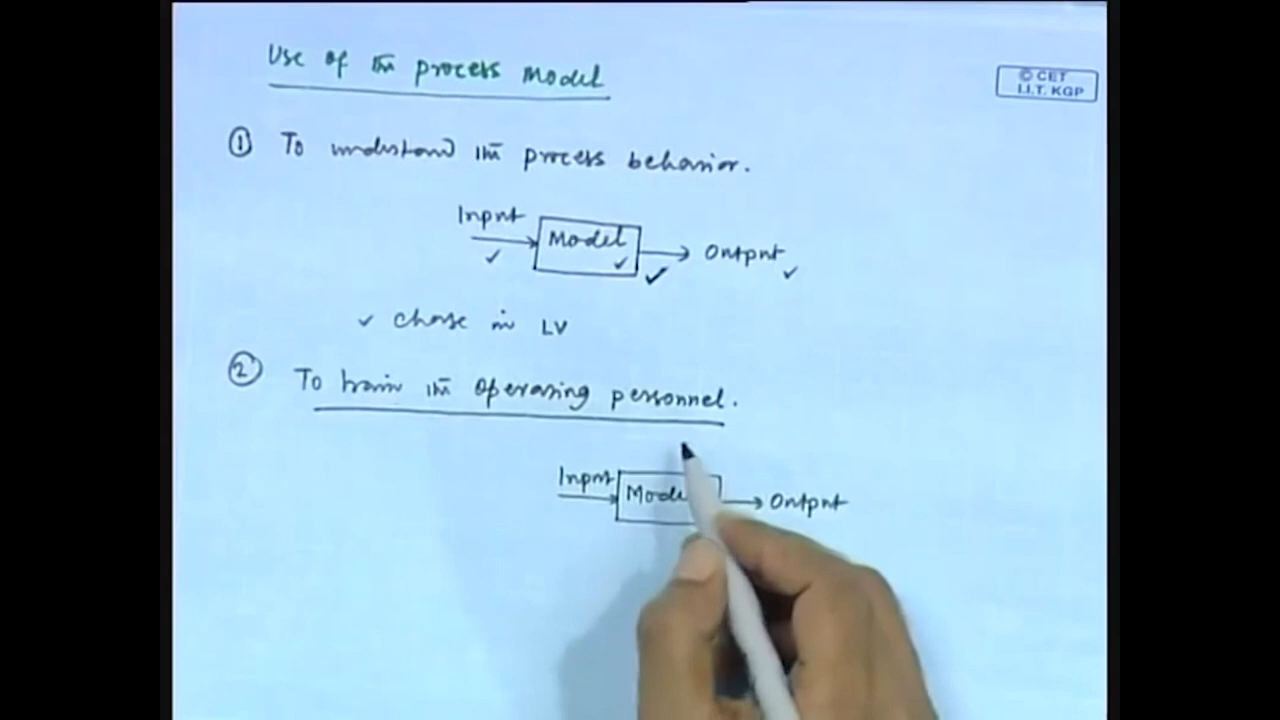 Use of the process Model
© CET
I.I.T. KGP
① To understand the process behavior.
Input
Model
Output
✓ Change in LV
② To train the operating personnel.
Input
Model
Output